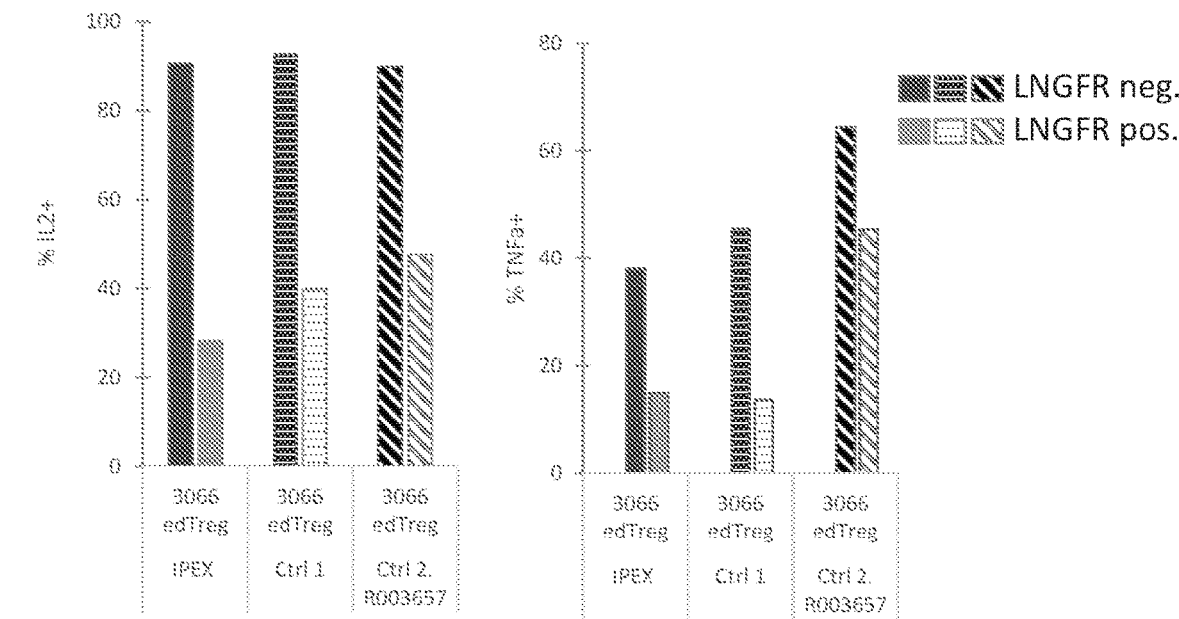 100
80
60
40
20
0
% IL2+
3066 3066 3066
edTreg edTreg edTreg
IPEX Ctrl 1 Ctrl 2.
R003657
80
60
40
20
0
% TNFa+
3066 3066 3066
edTreg edTreg edTreg
IPEX Ctrl 1 Ctrl 2.
R003657
LNGFR neg.
LNGFR pos.